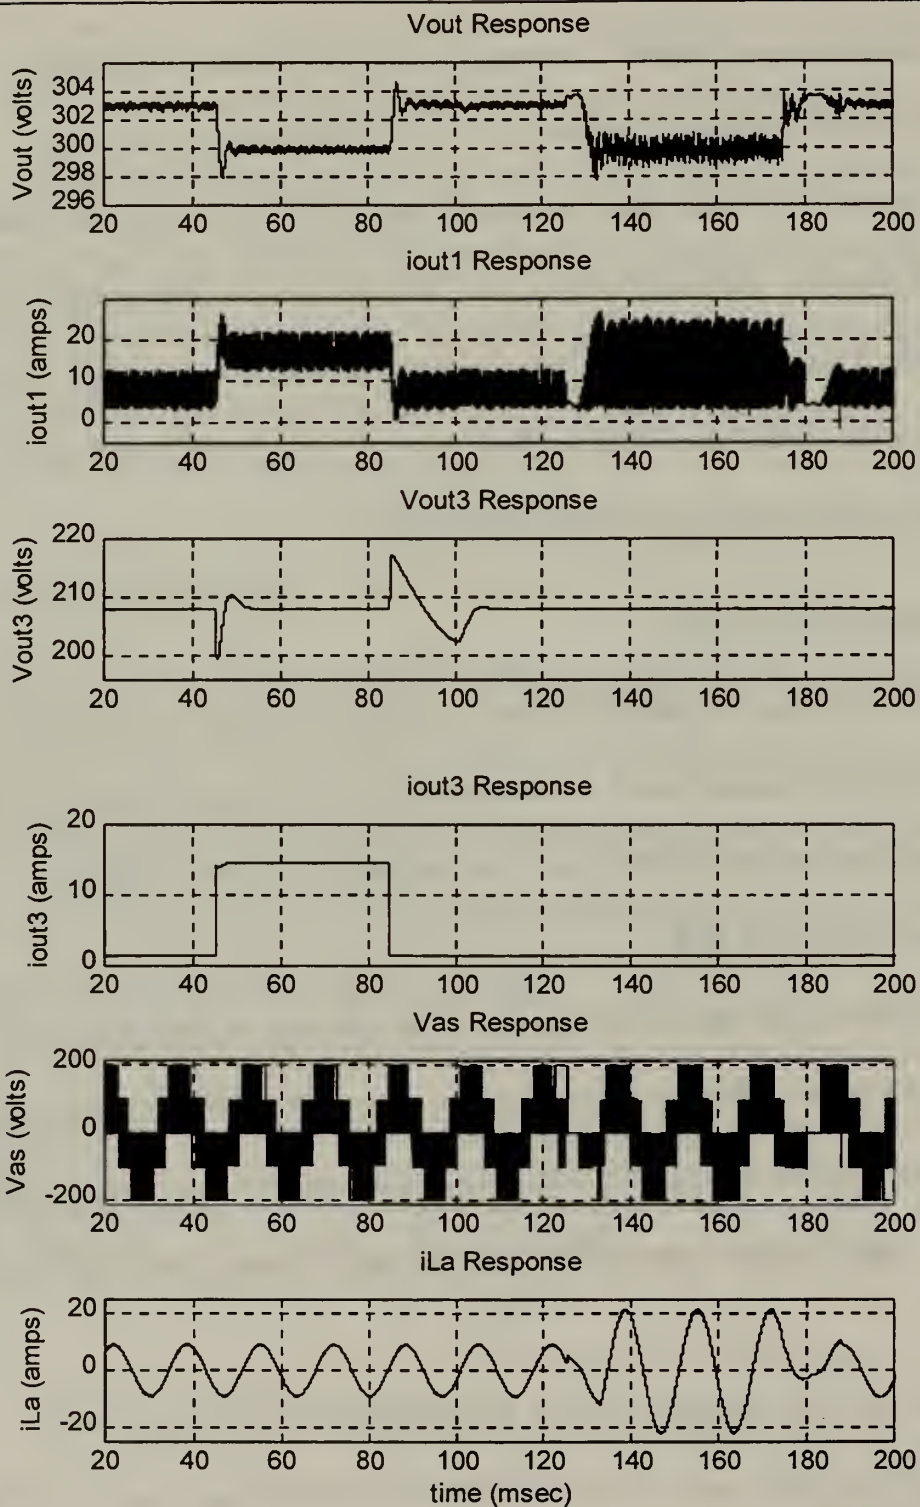 Vout Response
Vout (volts)
304
302
300
298
296
20 40 60 80 100 120 140 160 180 200
iout1 Response
iout1 (amps)
20
10
0
20 40 60 80 100 120 140 160 180 200
Vout3 Response
Vout3 (volts)
220
210
200
20 40 60 80 100 120 140 160 180 200
iout3 Response
iout3 (amps)
20
10
0
20 40 60 80 100 120 140 160 180 200
Vas Response
Vas (volts)
200
0
-200
20 40 60 80 100 120 140 160 180 200
iLa Response
iLa (amps)
20
0
-20
20 40 60 80 100 120 140 160 180 200
time (msec)